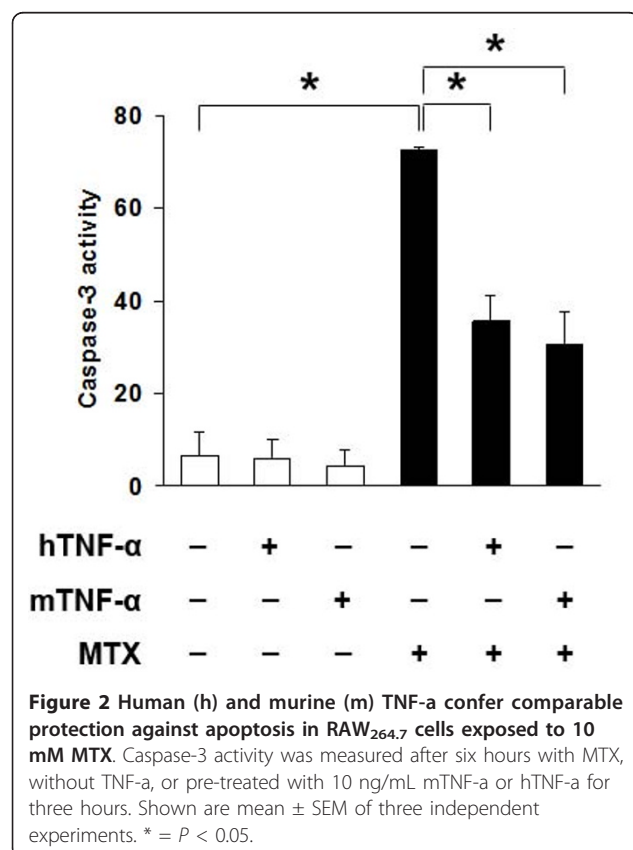 *
*
*
80
60
40
20
0
Caspase-3 activity
hTNF-α – + – – + –
mTNF-α – – + – – +
MTX – – – + + +
Figure 2 Human (h) and murine (m) TNF-a confer comparable
protection against apoptosis in RAW264.7 cells exposed to 10
mM MTX. Caspase-3 activity was measured after six hours with MTX,
without TNF-a, or pre-treated with 10 ng/mL mTNF-a or hTNF-a for
three hours. Shown are mean ± SEM of three independent
experiments. * = P < 0.05.